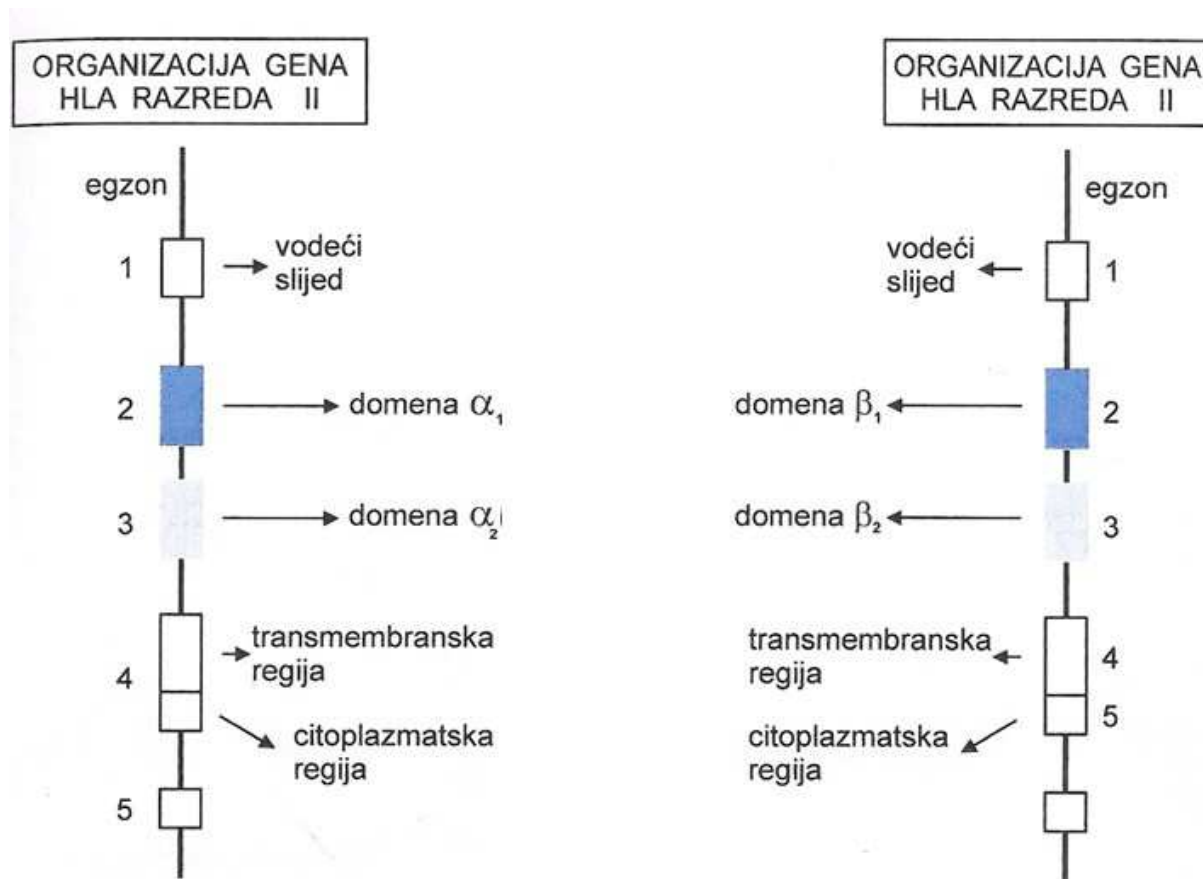 ORGANIZACIJA GENA
HLA RAZREDA II
egzon
1
vodeći
slijed
2
domena α₁
3
domena α₂
4
transmembranska
regija
citoplazmatska
regija
5
ORGANIZACIJA GENA
HLA RAZREDA II
egzon
vodeći
slijed
1
domena β₁
2
domena β₂
3
transmembranska
regija
4
5
citoplazmatska
regija